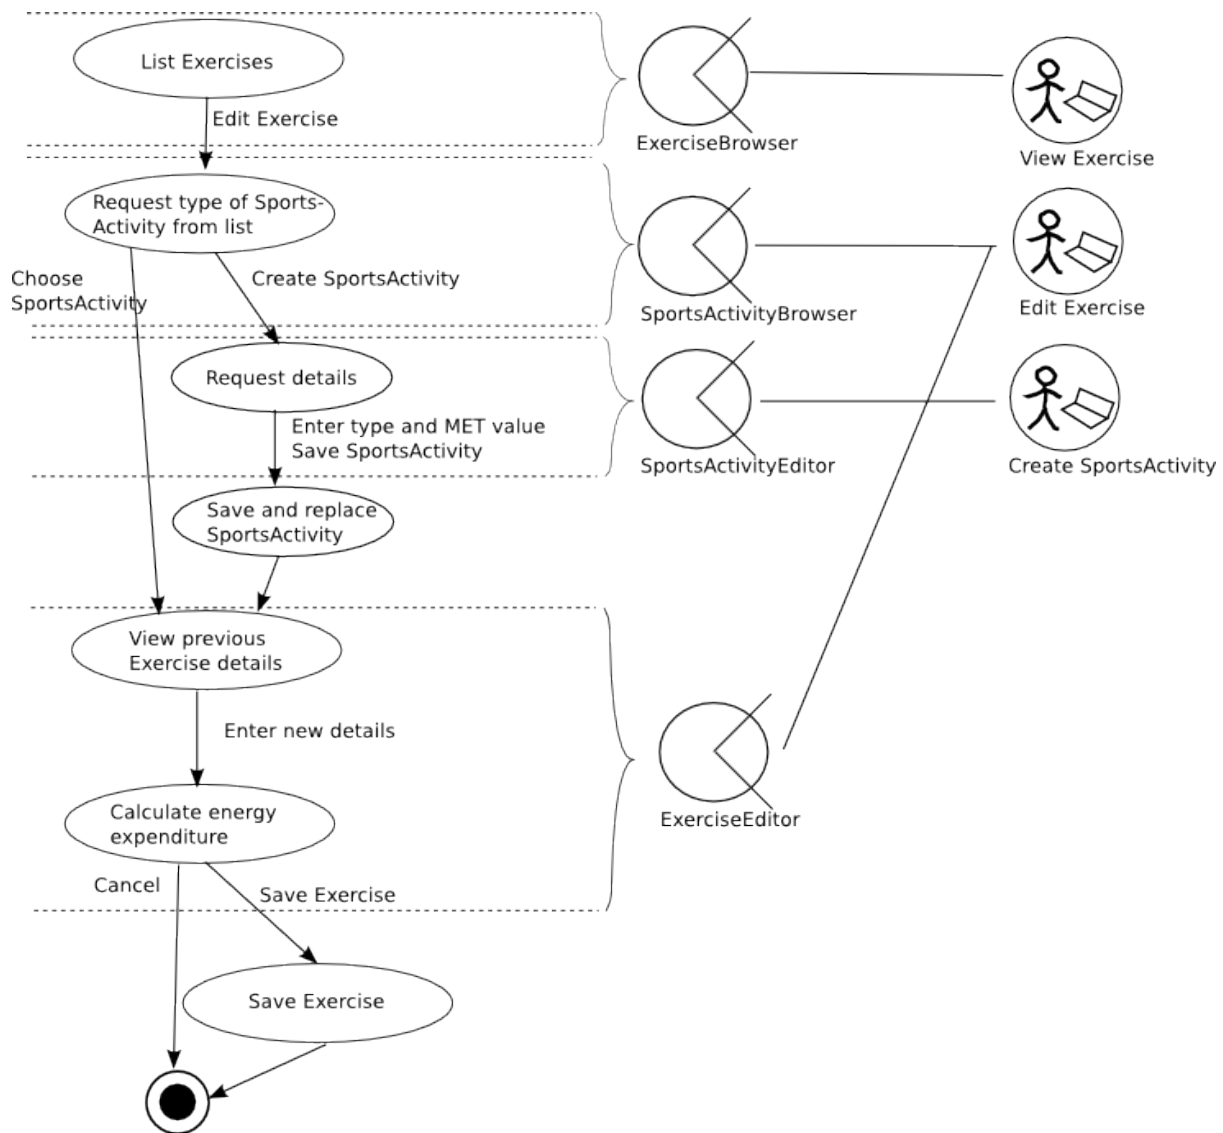 List Exercises
Edit Exercise
ExerciseBrowser
View Exercise
Request type of Sports-
Activity from list
Choose
SportsActivity
Create SportsActivity
SportsActivityBrowser
Edit Exercise
Request details
Enter type and MET value
Save SportsActivity
SportsActivityEditor
Create SportsActivity
Save and replace
SportsActivity
View previous
Exercise details
Enter new details
Calculate energy
expenditure
ExerciseEditor
Cancel
Save Exercise
Save Exercise